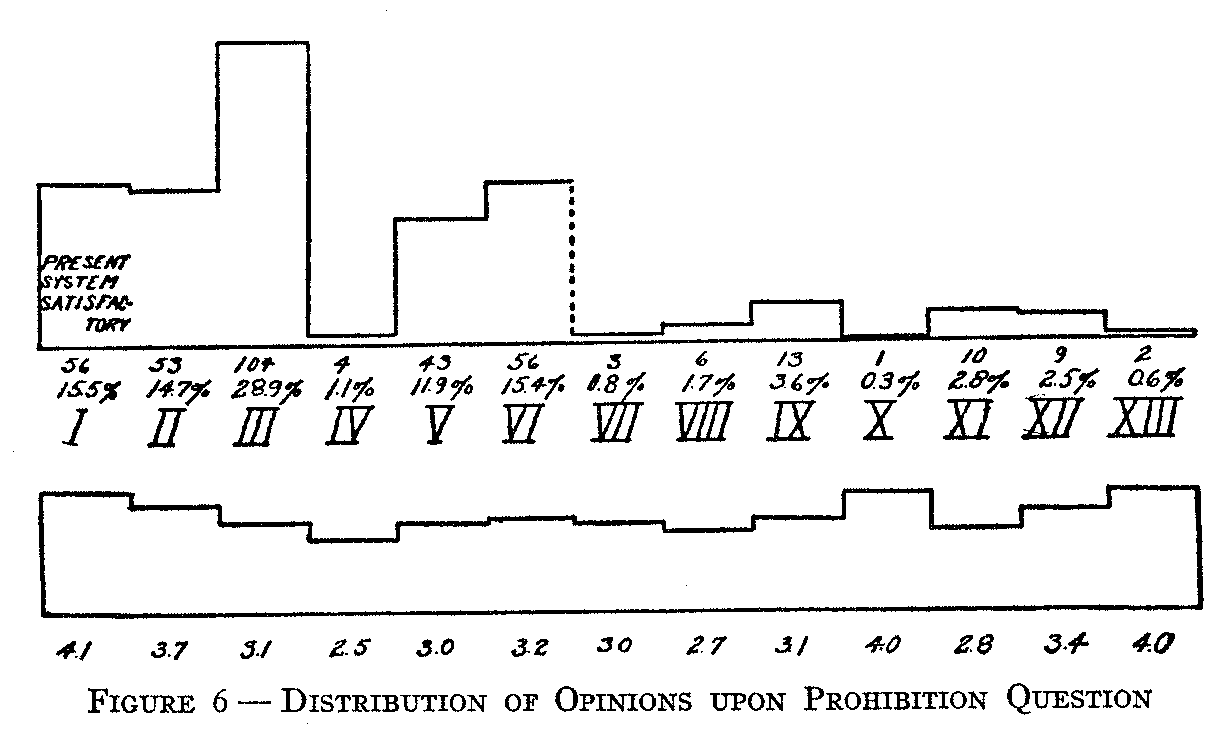 PRESENT
SYSTEM
SATISFAC-
TORY
56 53 104 4 43 56 3 6 13 1 10 9 2
15.5% 14.7% 28.9% 1.1% 11.9% 15.4% 0.8% 1.7% 3.6% 0.3% 2.8% 2.5% 0.6%
I II III IV V VI VII VIII IX X XI XII XIII
4.1 3.7 3.1 2.5 3.0 3.2 3.0 2.7 3.1 4.0 2.8 3.4 4.0
FIGURE 6 — DISTRIBUTION OF OPINIONS UPON PROHIBITION QUESTION